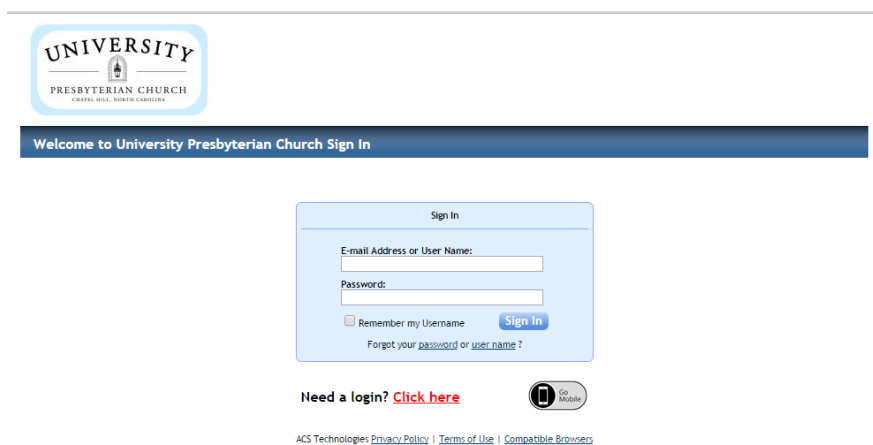 UNIVERSITY
PRESBYTERIAN CHURCH
CHAPEL HILL, NORTH CAROLINA
Welcome to University Presbyterian Church Sign In
Sign In
E-mail Address or User Name:
Password:
Remember my Username
Sign In
Forgot your password or user name ?
Need a login? Click here
Go
Mobile
ACS Technologies Privacy Policy | Terms of Use | Compatible Browsers